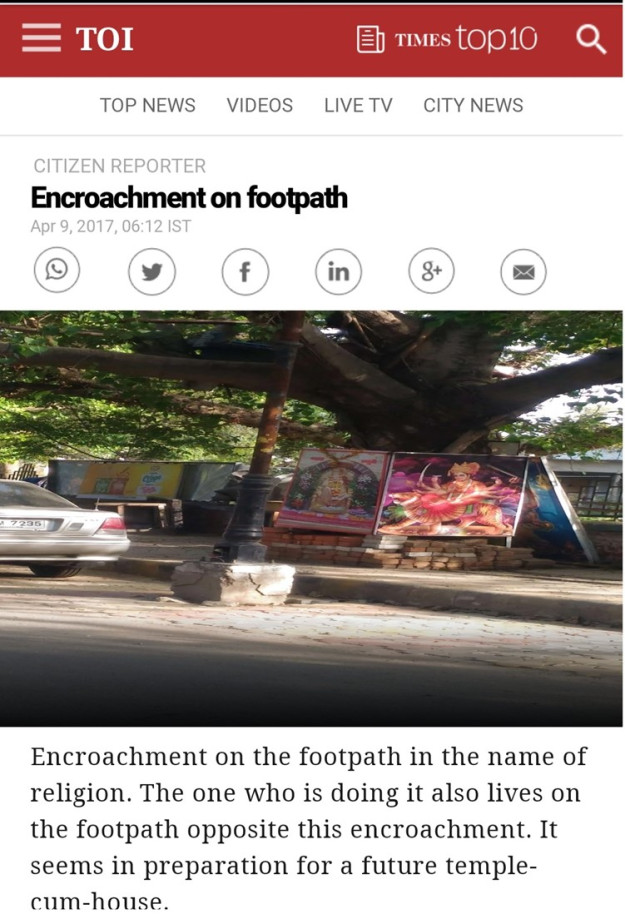 TOI TIMES top10
TOP NEWS VIDEOS LIVE TV CITY NEWS
CITIZEN REPORTER
Encroachment on footpath
Apr 9, 2017, 06:12 IST
f in g+
7235
Encroachment on the footpath in the name of
religion. The one who is doing it also lives on
the footpath opposite this encroachment. It
seems in preparation for a future temple-
cum-house.